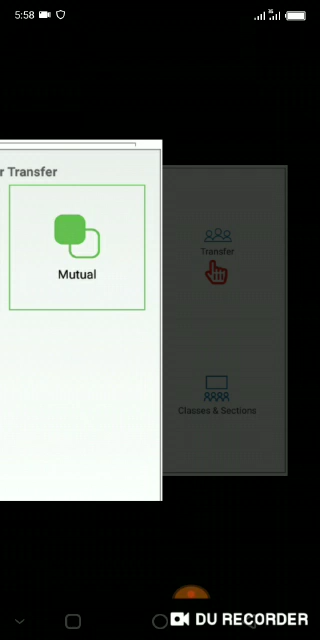 5:58
r Transfer
Mutual
Transfer
Classes & Sections
DU RECORDER